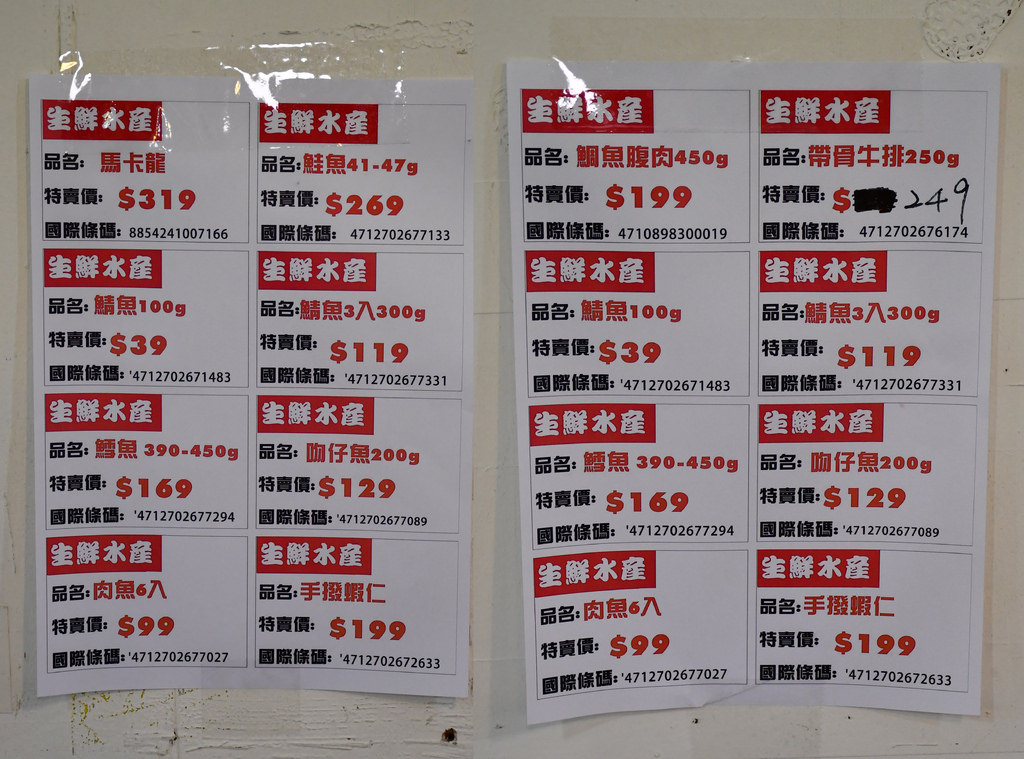 生鮮水產
品名: 馬卡龍
特賣價: $319
國際條碼: 8854241007166
生鮮水產
品名:鮭魚41-47g
特賣價: $269
國際條碼: 4712702677133
生鮮水產
品名:鯖魚100g
特賣價:$39
國際條碼:'4712702671483
生鮮水產
品名:鯖魚3入300g
特賣價: $119
國際條碼: '4712702677331
生鮮水產
品名:鱈魚 390-450g
特賣價: $169
國際條碼: '4712702677294
生鮮水產
品名: 吻仔魚200g
特賣價:$129
國際條碼: '4712702677089
生鮮水產
品名:肉魚6入
特賣價: $99
國際條碼:'4712702677027
生鮮水產
品名:手撥蝦仁
特賣價: $199
國際條碼: '4712702672633
生鮮水產
品名: 鯛魚腹肉450g
特賣價: $199
國際條碼: 4710898300019
生鮮水產
品名:帶骨牛排250g
特賣價: $ 249
國際條碼: 4712702676174
生鮮水產
品名: 鯖魚100g
特賣價:$39
國際條碼: '4712702671483
生鮮水產
品名:鯖魚3入300g
特賣價: $119
國際條碼: '4712702677331
生鮮水產
品名: 鱈魚 390-450g
特賣價: $169
國際條碼: '4712702677294
生鮮水產
品名: 吻仔魚200g
特賣價:$129
國際條碼: '4712702677089
生鮮水產
品名:肉魚6入
特賣價: $99
國際條碼: '4712702677027
生鮮水產
品名:手撥蝦仁
特賣價: $199
國際條碼: '4712702672633